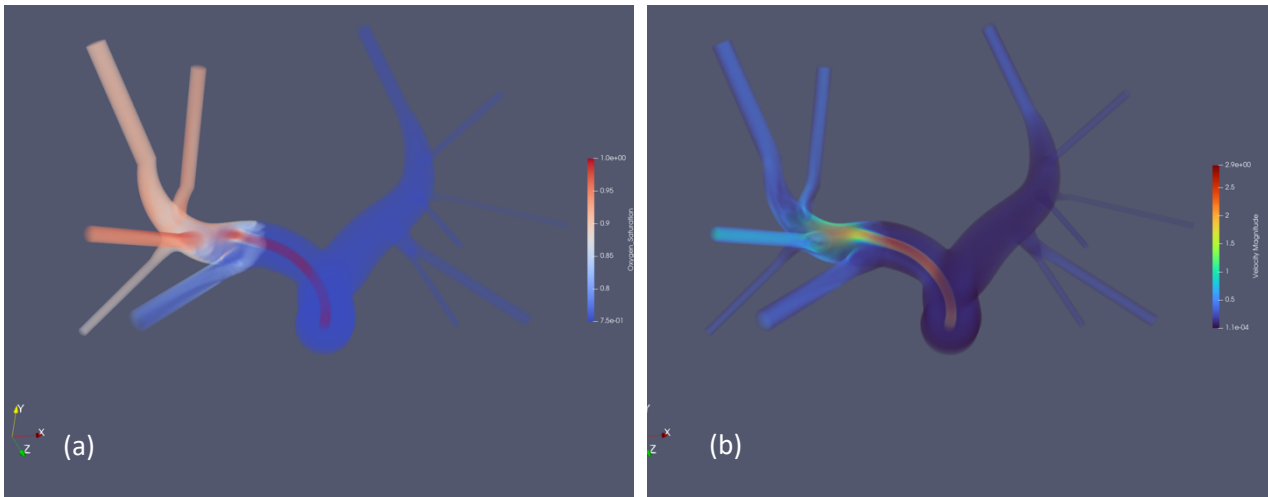 1.0e+00
0.95
0.9
0.85
0.8
7.5e-01
Oxygen_Saturation
Y
X
Z
(a)
2.9e+00
2.5
2
1.5
1
0.5
1.1e-04
Velocity Magnitude
X
Z
(b)